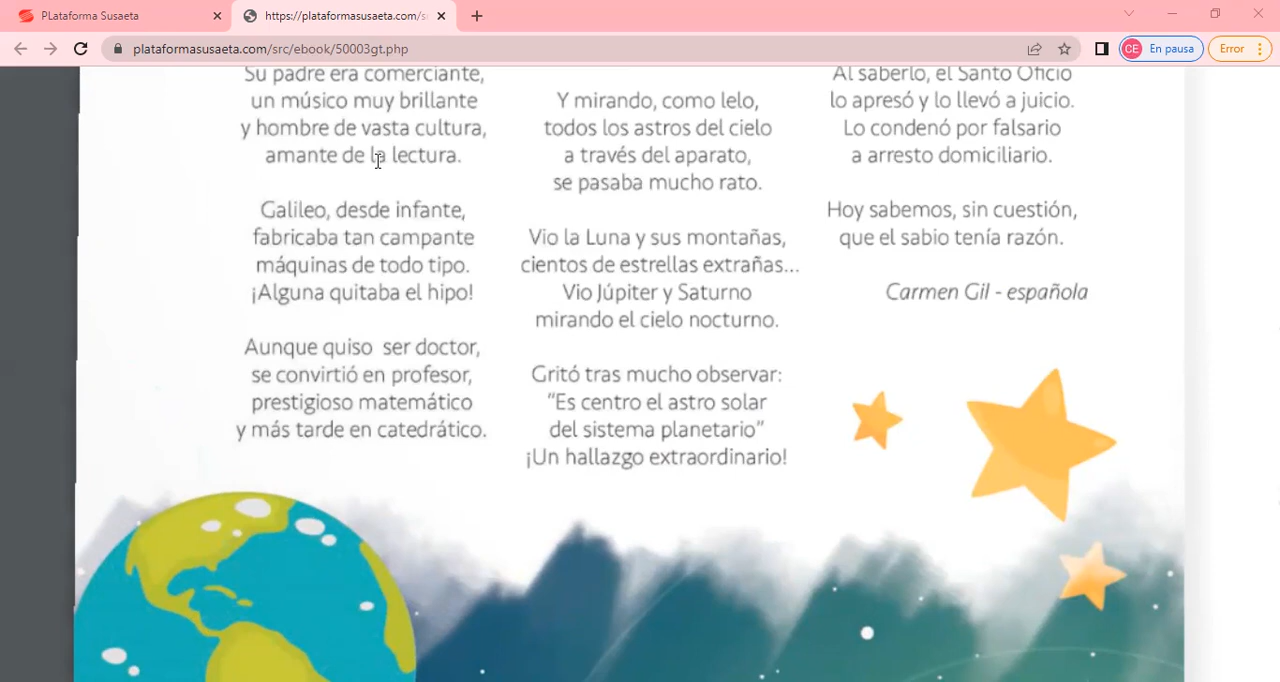 PLataforma Susaeta
https://plataformasusaeta.com/s
plataformasusaeta.com/src/ebook/50003gt.php
CE
En pausa
Error
Su padre era comerciante,
un músico muy brillante
y hombre de vasta cultura,
amante de la lectura.
Galileo, desde infante,
fabricaba tan campante
máquinas de todo tipo.
¡Alguna quitaba el hipo!
Aunque quiso ser doctor,
se convirtió en profesor,
prestigioso matemático
y más tarde en catedrático.
Y mirando, como lelo,
todos los astros del cielo
a través del aparato,
se pasaba mucho rato.
Vio la Luna y sus montañas,
cientos de estrellas extrañas...
Vio Júpiter y Saturno
mirando el cielo nocturno.
Gritó tras mucho observar:
"Es centro el astro solar
del sistema planetario"
¡Un hallazgo extraordinario!
Al saberlo, el Santo Oficio
lo apresó y lo llevó a juicio.
Lo condenó por falsario
a arresto domiciliario.
Hoy sabemos, sin cuestión,
que el sabio tenía razón.
Carmen Gil - española